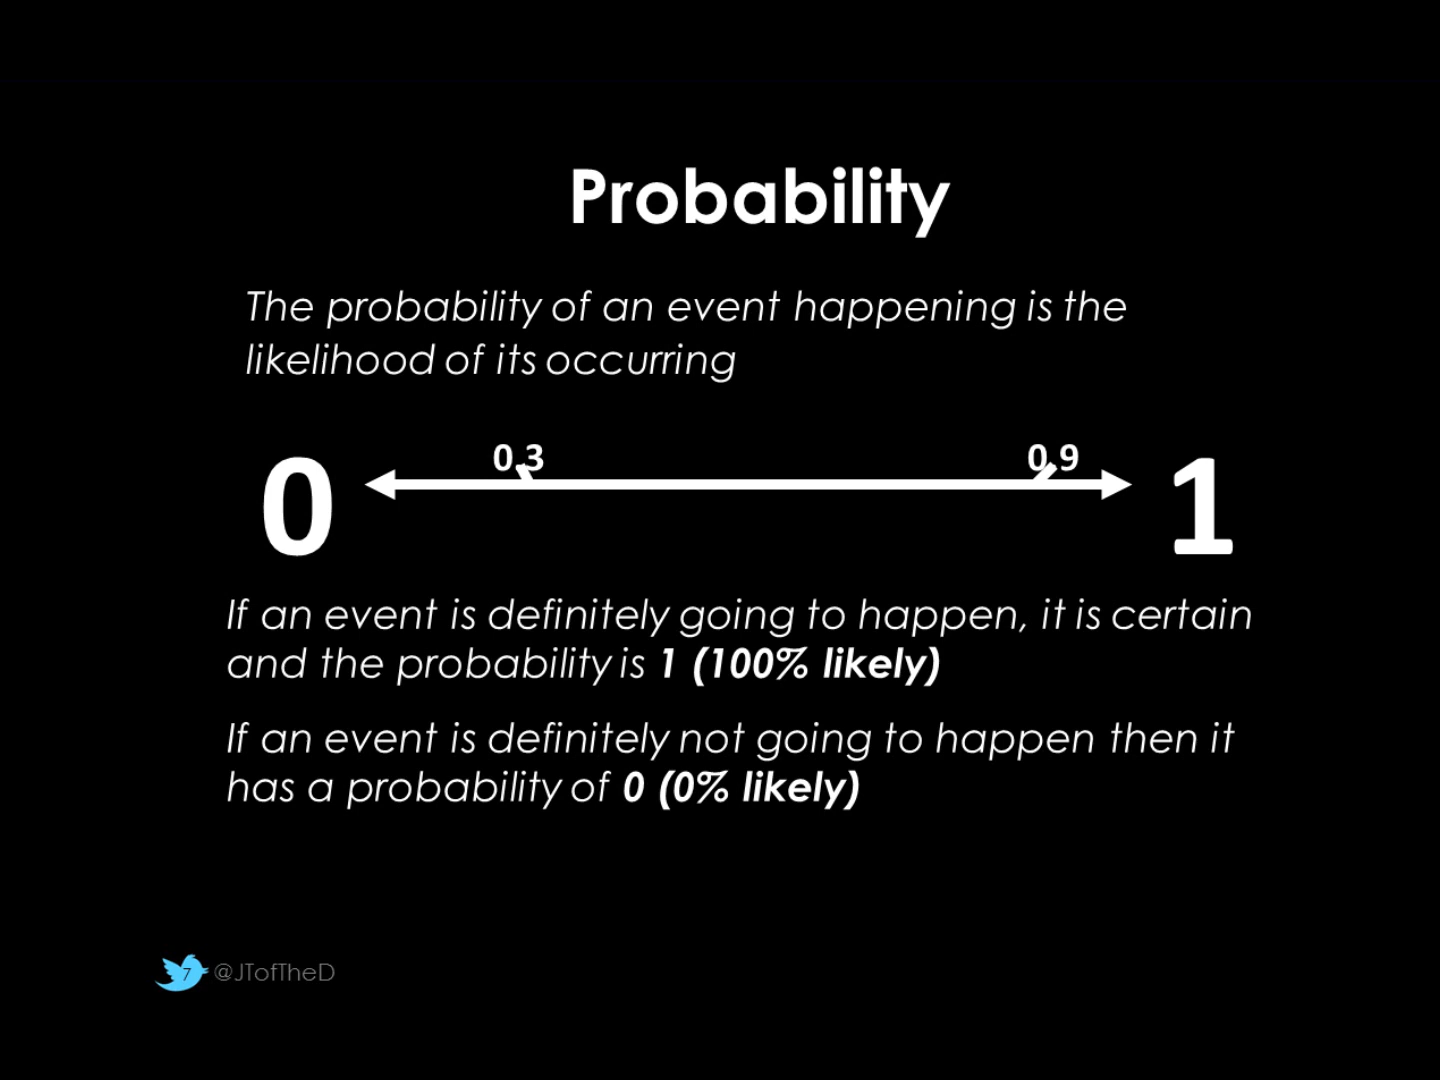 Probability
The probability of an event happening is the
likelihood of its occurring
0.3
0.9
0
1
If an event is definitely going to happen, it is certain
and the probability is 1 (100% likely)
If an event is definitely not going to happen then it
has a probability of 0 (0% likely)
7
@JTofTheD